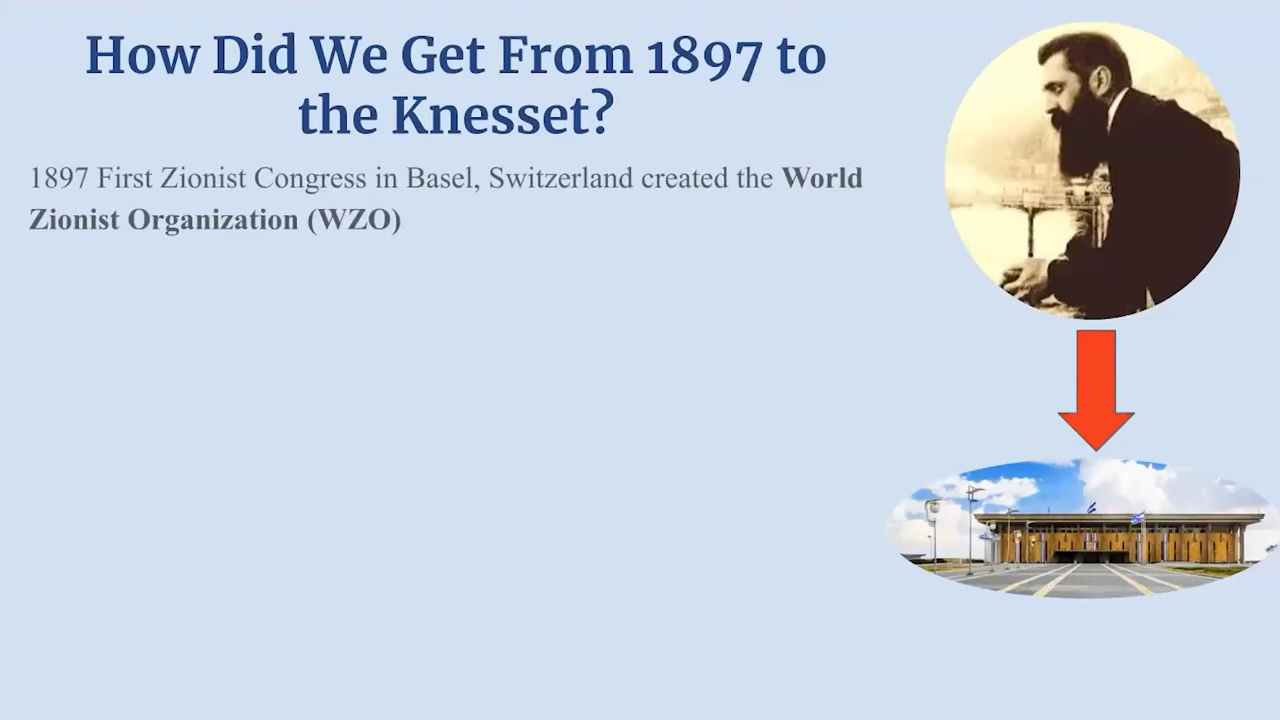 How Did We Get From 1897 to
the Knesset?
1897 First Zionist Congress in Basel, Switzerland created the World
Zionist Organization (WZO)